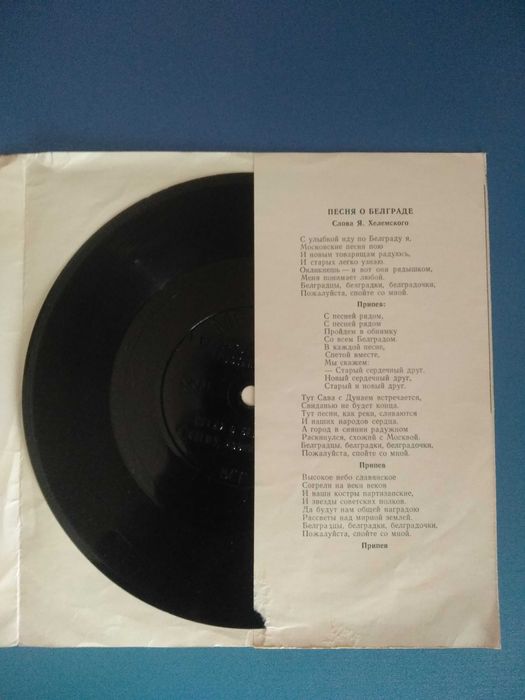 ПЕСНЯ О БЕЛГРАДЕ
Слова Я. Хелемского
С улыбкой иду по Белграду я,
Московские песни пою
И новым товарищам радуюсь,
И старых легко узнаю.
Окликнешь — и вот они рядышком,
Меня понимает любой.
Белградцы, белградки, белградочки,
Пожалуйста, спойте со мной.
Припев:
С песней рядом,
С песней рядом
Пройдем в обнимку
Со всем Белградом.
В каждой песне,
Спетой вместе,
Мы скажем:
— Старый сердечный друг.
Новый сердечный друг,
Старый и новый друг.
Тут Сава с Дунаем встречается,
Свиданью не будет конца.
Тут песни, как реки, сливаются
И наших народов сердца.
А город в сиянии радужном
Раскинулся, схожий с Москвой.
Белградцы, белградки, белградочки,
Пожалуйста, спойте со мной.
Припев
Высокое небо славянское
Согрели на веки веков
И наши костры партизанские,
И звезды советских полков.
Да будут нам общей наградою
Рассветы над мирной землей.
Белградцы, белградки, белградочки,
Пожалуйста, спойте со мной.
Припев